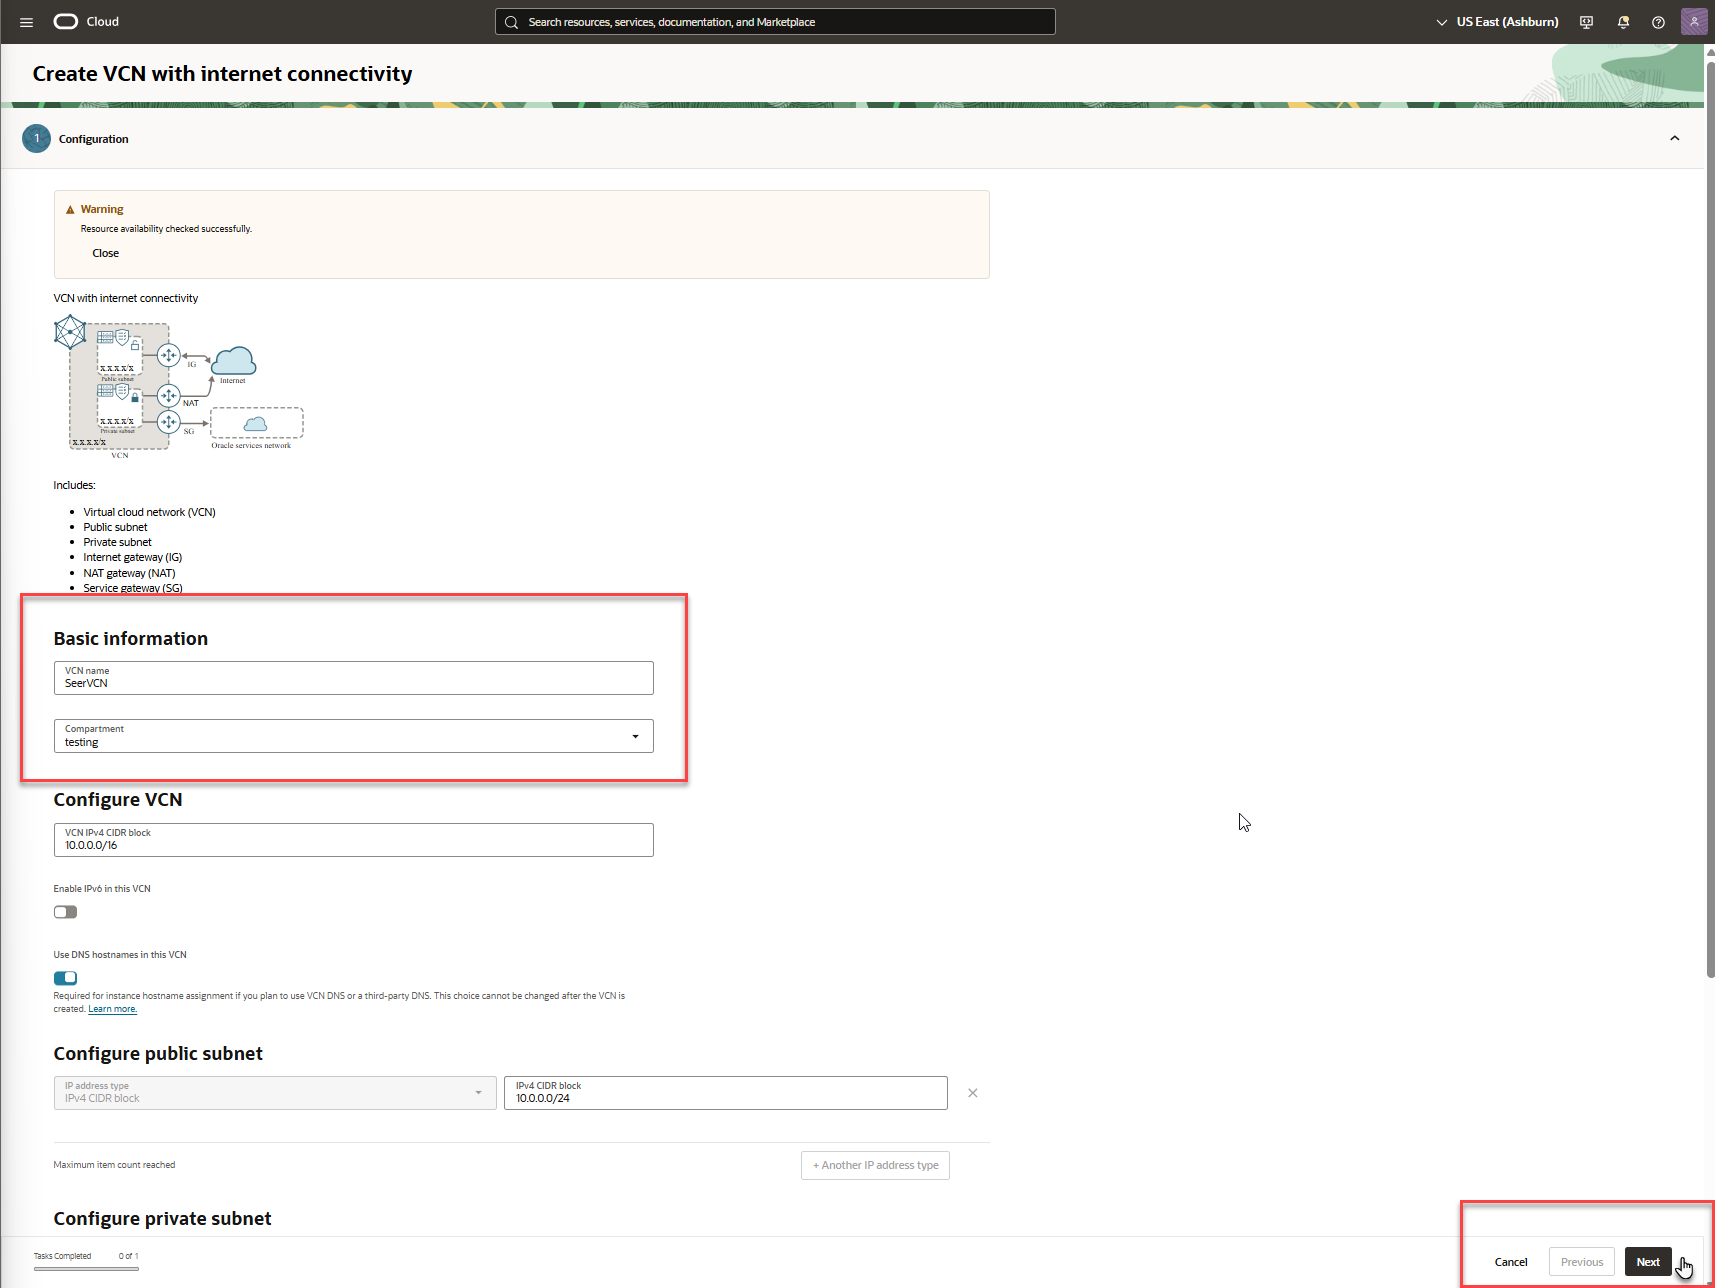 Cloud
Search resources, services, documentation, and Marketplace
US East (Ashburn)
Create VCN with internet connectivity
1
Configuration
Warning
Resource availability checked successfully.
Close
VCN with internet connectivity
x.x.x.x/x
Public subnet
IG
Internet
NAT
x.x.x.x/x
Private subnet
SG
x.x.x.x/x
Oracle services network
VCN
Includes:
• Virtual cloud network (VCN)
• Public subnet
• Private subnet
• Internet gateway (IG)
• NAT gateway (NAT)
• Service gateway (SG)
Basic information
VCN name
SeerVCN
Compartment
testing
Configure VCN
VCN IPv4 CIDR block
10.0.0.0/16
Enable IPv6 in this VCN
Use DNS hostnames in this VCN
Required for instance hostname assignment if you plan to use VCN DNS or a third-party DNS. This choice cannot be changed after the VCN is
created. Learn more.
Configure public subnet
IP address type
IPv4 CIDR block
IPv4 CIDR block
10.0.0.0/24
Maximum item count reached
+ Another IP address type
Configure private subnet
Tasks Completed 0 of 1
Cancel Previous Next